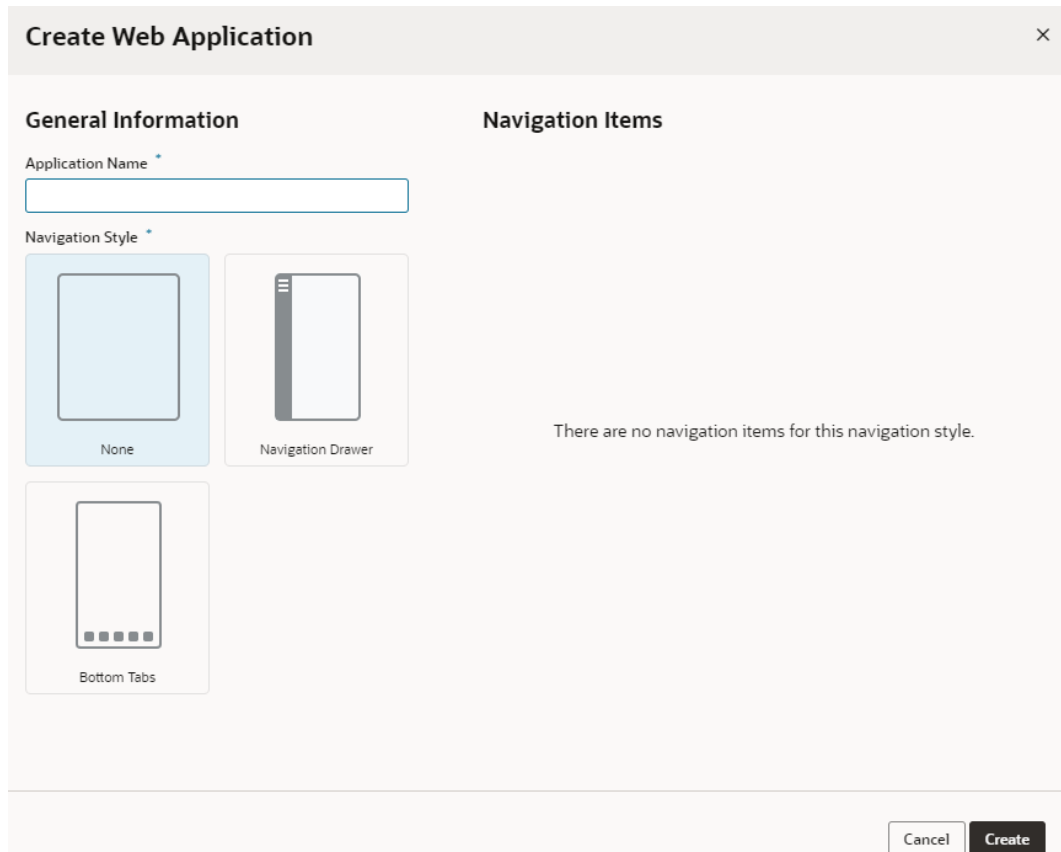 Create Web Application
General Information
Application Name *
Navigation Style *
None
Navigation Drawer
Bottom Tabs
Navigation Items
There are no navigation items for this navigation style.
Cancel
Create